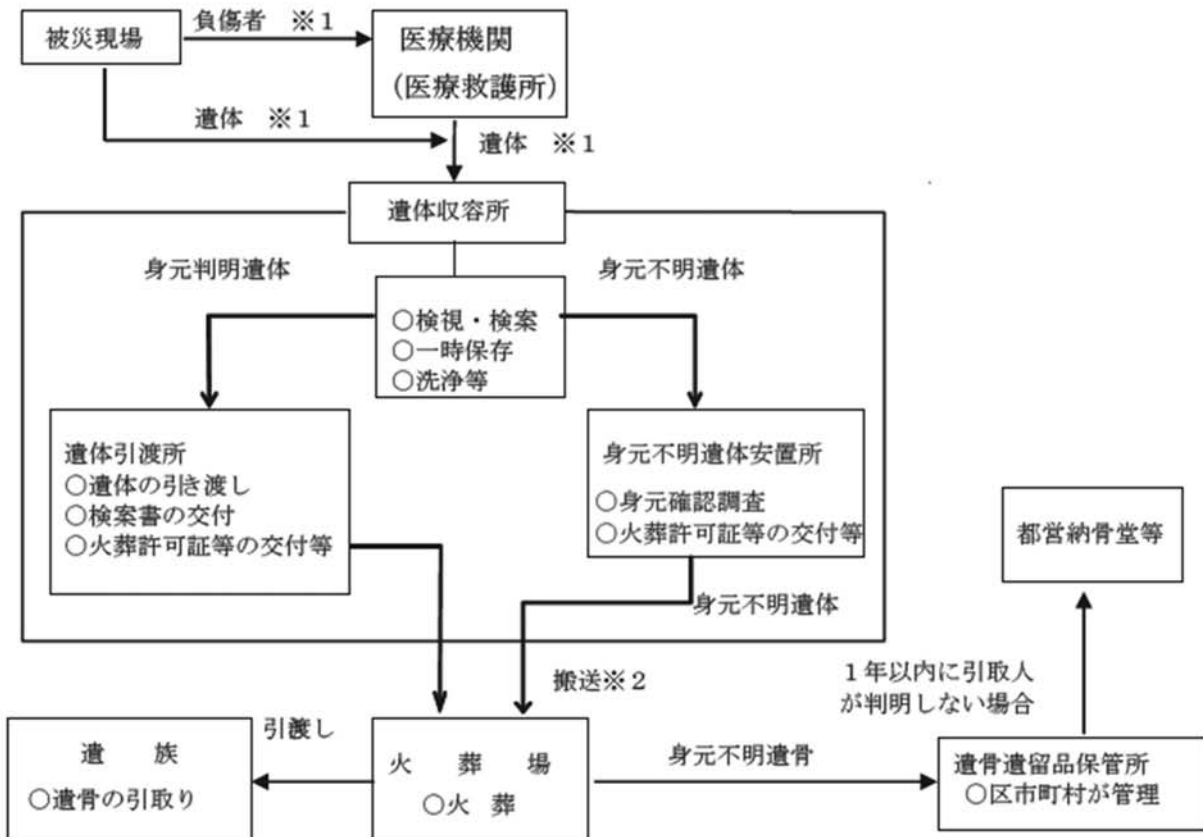 被災現場
負傷者　※１
医療機関
（医療救護所）
遺体　※１
遺体　※１
遺体収容所
身元判明遺体
身元不明遺体
○検視・検案
○一時保存
○洗浄等
遺体引渡所
○遺体の引き渡し
○検案書の交付
○火葬許可証等の交付等
身元不明遺体安置所
○身元確認調査
○火葬許可証等の交付等
身元不明遺体
都営納骨堂等
搬送※２
１年以内に引取人
が判明しない場合
引渡し
遺　族
○遺骨の引取り
火　葬　場
○火　葬
身元不明遺骨
遺骨遺留品保管所
○区市町村が管理